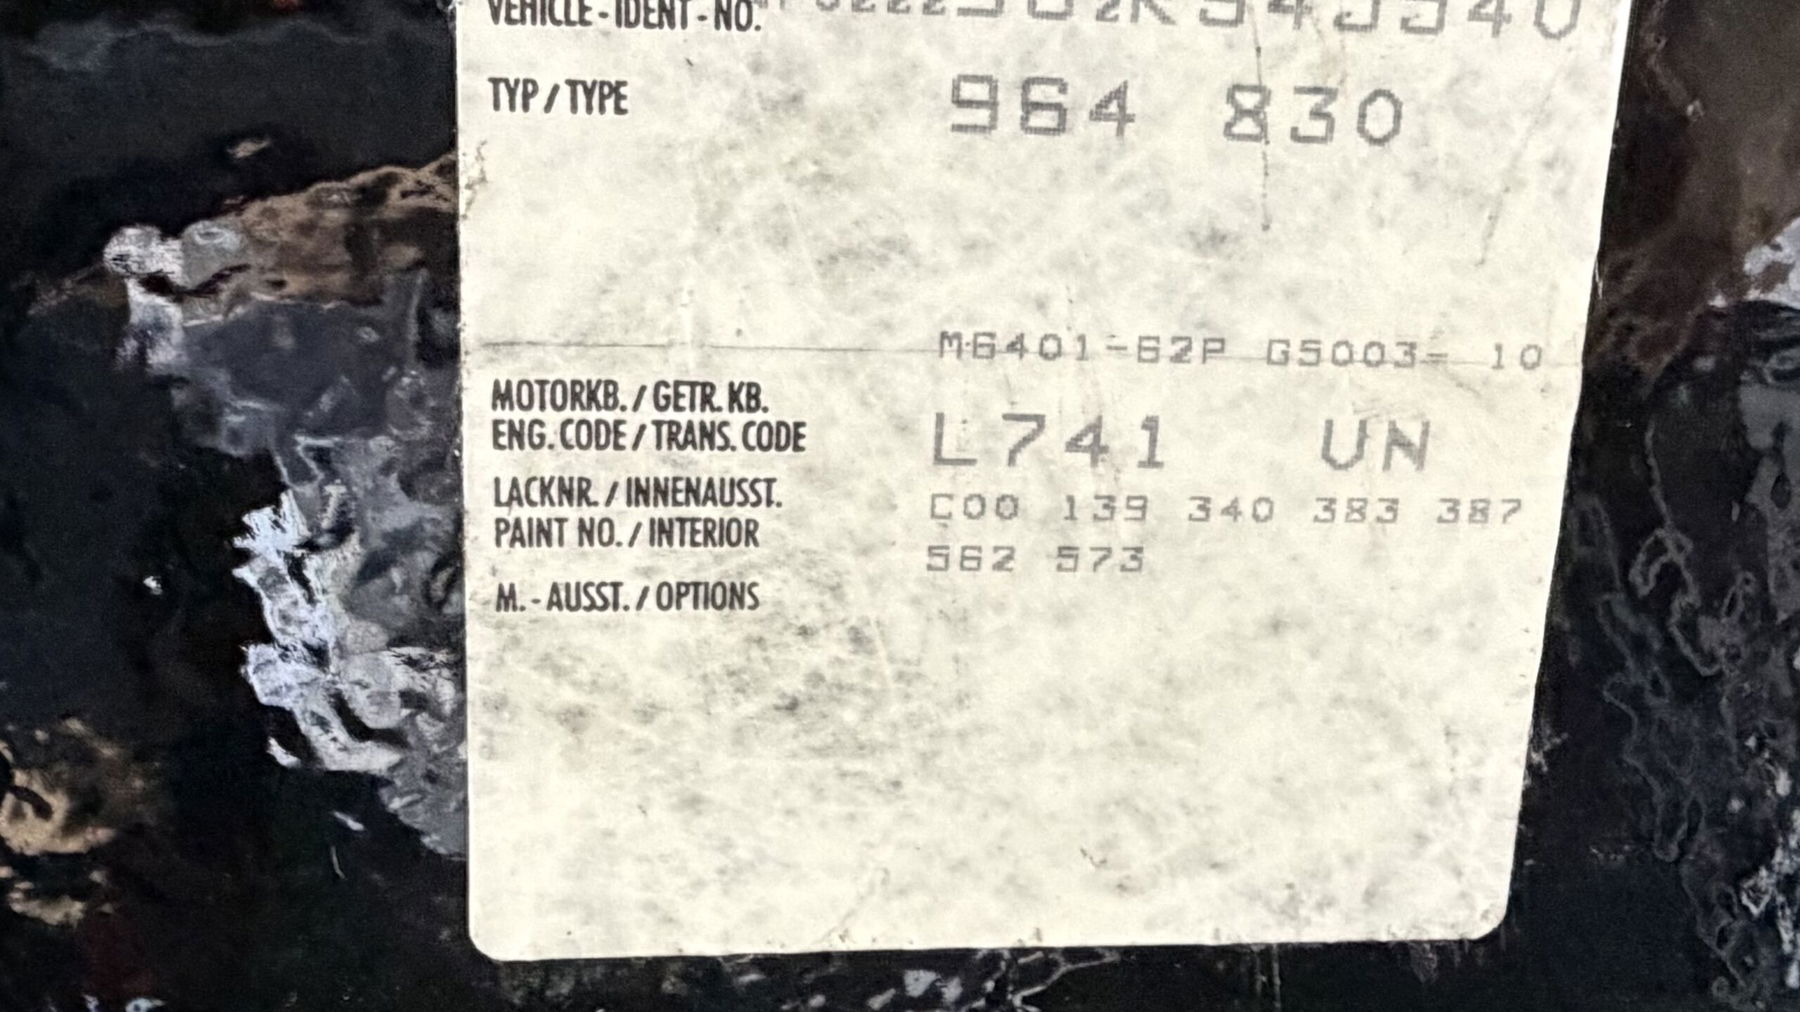 VEHICLE - IDENT - NO.
TYP / TYPE 964 830
M6401-62P G5003- 10
MOTORKB. / GETR. KB.
ENG. CODE / TRANS. CODE L741 UN
LACKNR. / INNENAUSST. C00 139 340 383 387
PAINT NO. / INTERIOR 562 573
M. - AUSST. / OPTIONS